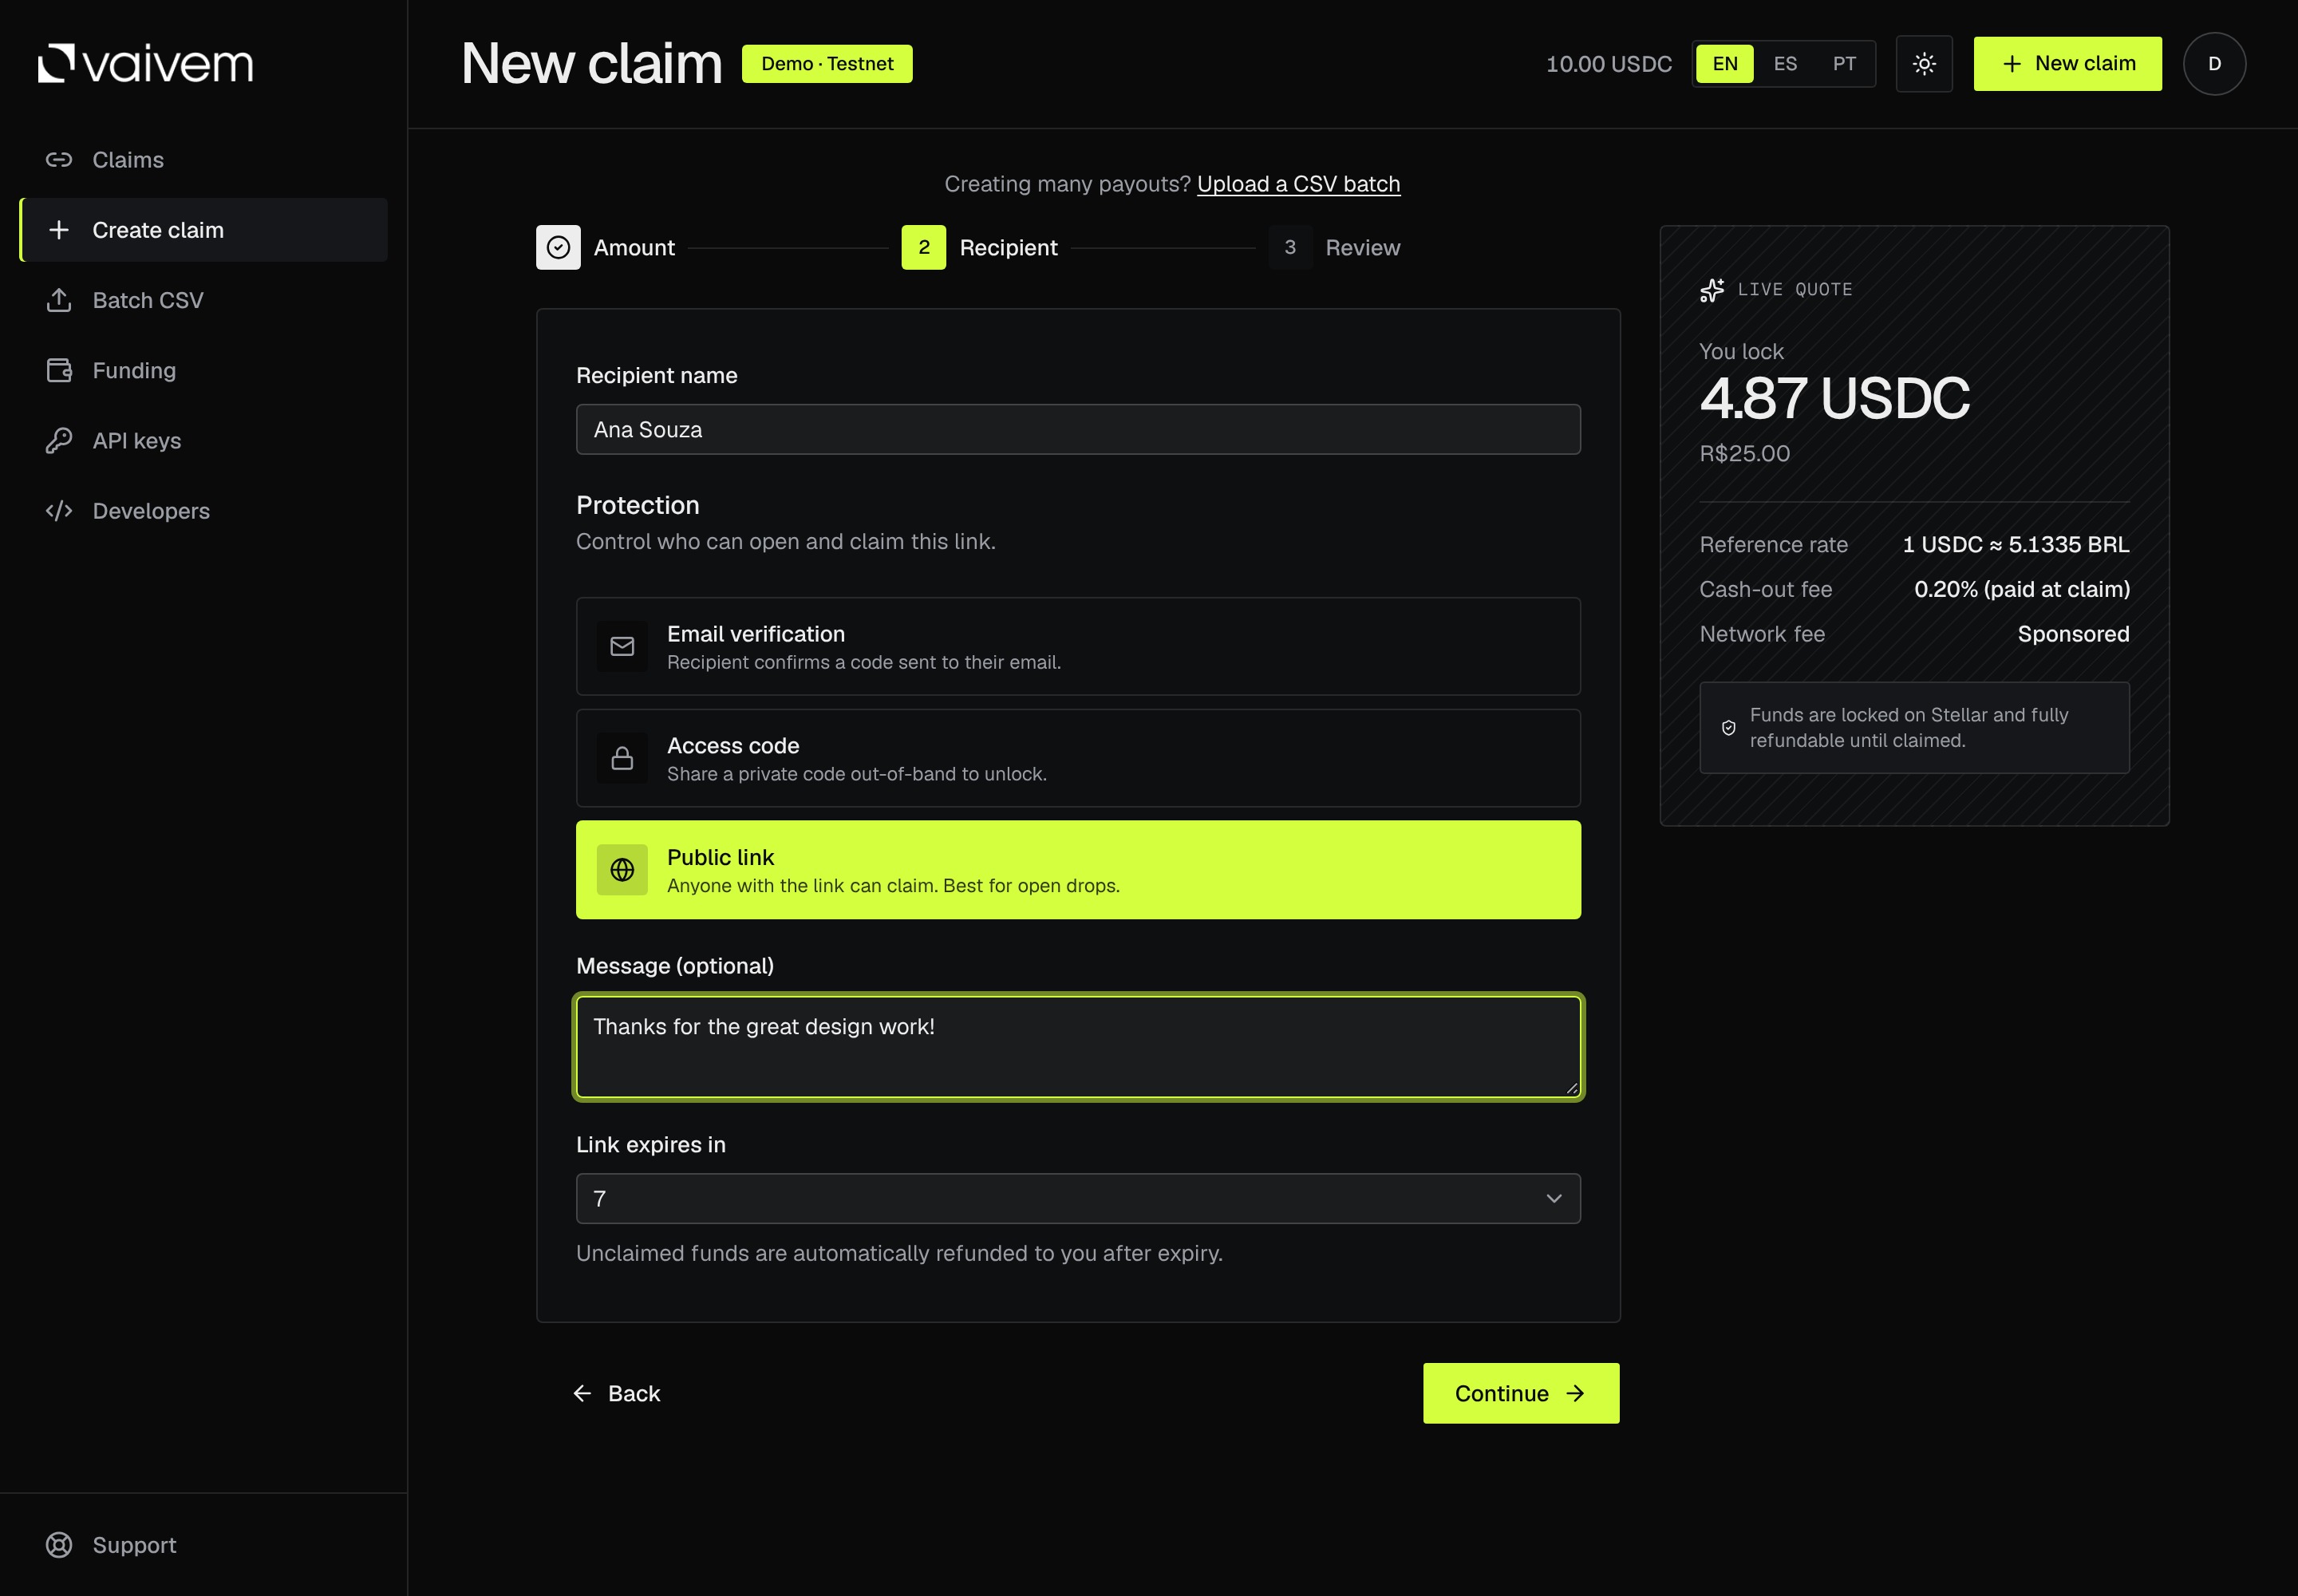 vaivem
Claims
Create claim
Batch CSV
Funding
API keys
Developers
Support
New claim
Demo · Testnet
10.00 USDC
EN
ES
PT
New claim
D
Creating many payouts? Upload a CSV batch
Amount
2
Recipient
3
Review
Recipient name
Ana Souza
Protection
Control who can open and claim this link.
Email verification
Recipient confirms a code sent to their email.
Access code
Share a private code out-of-band to unlock.
Public link
Anyone with the link can claim. Best for open drops.
Message (optional)
Thanks for the great design work!
Link expires in
7
Unclaimed funds are automatically refunded to you after expiry.
Back
Continue
LIVE QUOTE
You lock
4.87 USDC
R$25.00
Reference rate 1 USDC ≈ 5.1335 BRL
Cash-out fee 0.20% (paid at claim)
Network fee Sponsored
Funds are locked on Stellar and fully
refundable until claimed.